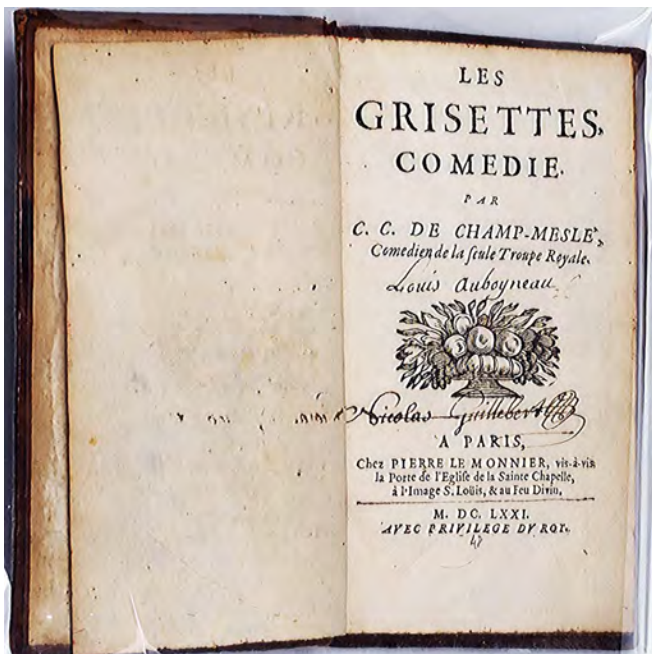 LES
GRISETTES,
COMEDIE.
PAR
C. C. DE CHAMP-MESLE',
Comedien de la ſeule Troupe Royale.
Louis Auboyneau
Nicolas Guillebert
A PARIS,
Chez PIERRE LE MONNIER, vis-à-vis
la Porte de l'Egliſe de la Sainte Chapelle,
à l'Image S. Loüis, & au Feu Divin.
M. DC. LXXI.
AVEC PRIVILEGE DV ROY.